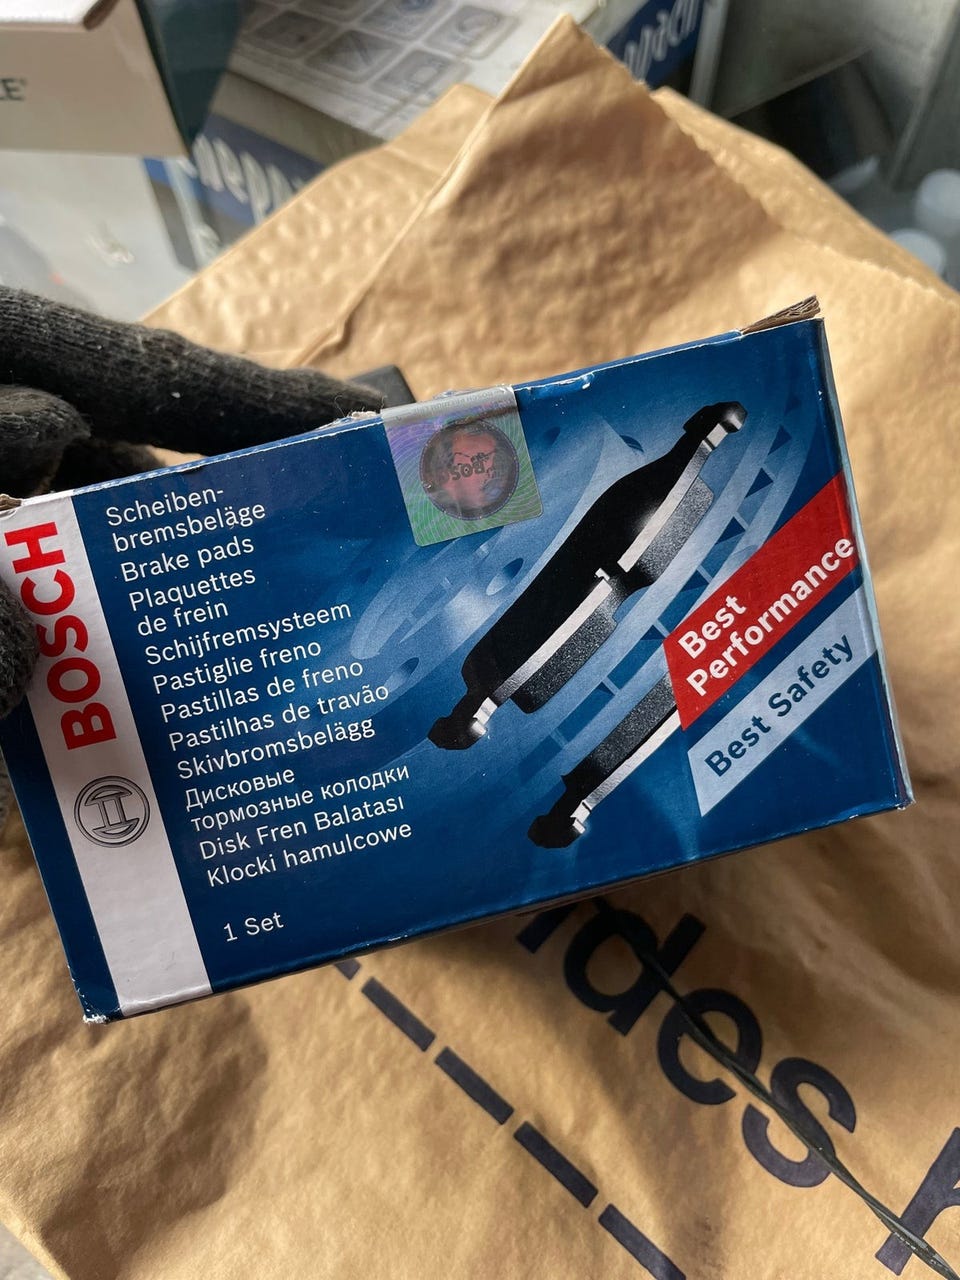 BOSCH
Scheiben-
bremsbeläge
Brake pads
Plaquettes
de frein
Schijfremsysteem
Pastiglie freno
Pastillas de freno
Pastilhas de travão
Skivbromsbelägg
Дисковые
тормозные колодки
Disk Fren Balatası
Klocki hamulcowe
1 Set
Best
Performance
Best Safety
BOSCH